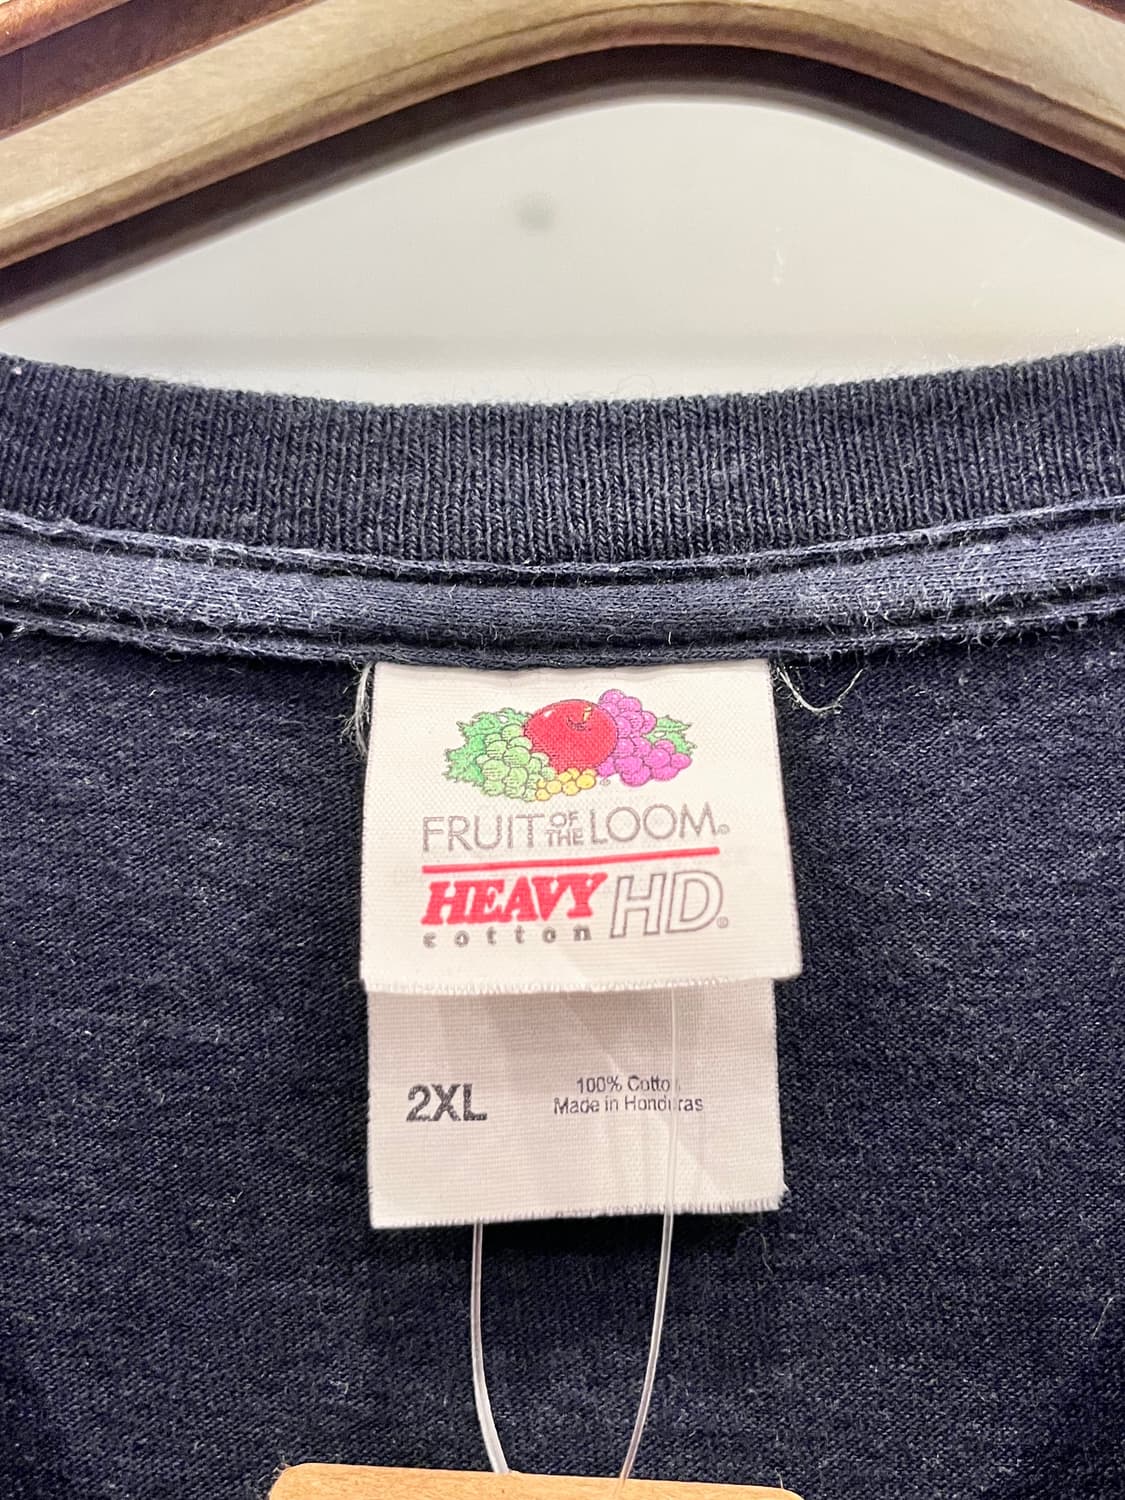 FRUIT OF THE LOOM®
HEAVY cotton HD®
2XL
100% Cotton
Made in Honduras